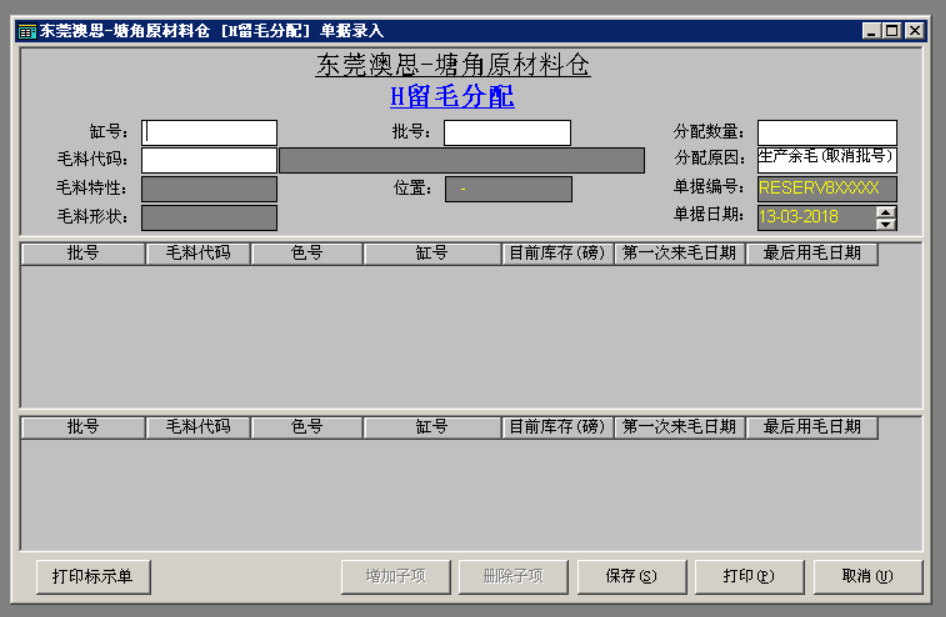 东莞澳思-塘角原材料仓 [H留毛分配] 单据录入
东莞澳思-塘角原材料仓
H留毛分配
缸号: 批号: 分配数量:
毛料代码: 分配原因: 生产余毛(取消批号)
毛料特性: 位置: - 单据编号: RESERV8XXXXX
毛料形状: 单据日期: 13-03-2018
批号 毛料代码 色号 缸号 目前库存(磅) 第一次来毛日期 最后用毛日期
批号 毛料代码 色号 缸号 目前库存(磅) 第一次来毛日期 最后用毛日期
打印标示单 增加子项 删除子项 保存(S) 打印(P) 取消(U)